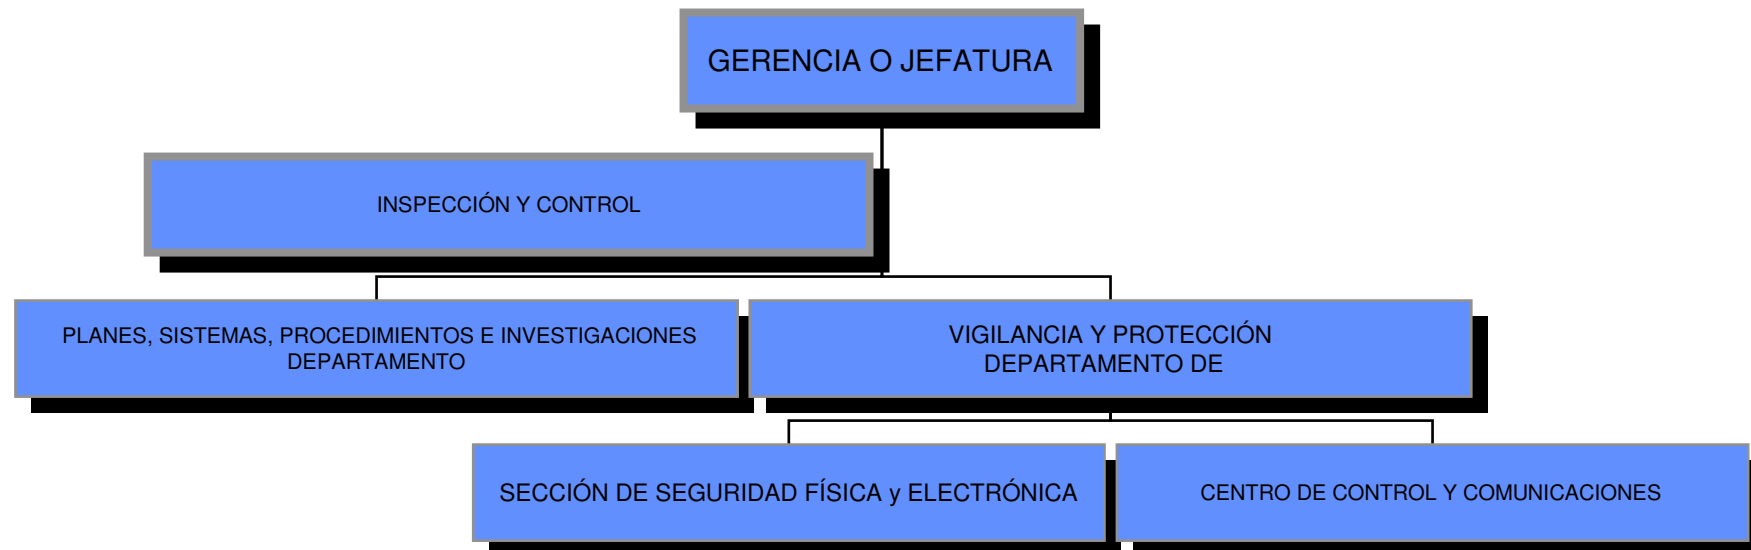 GERENCIA O JEFATURA
INSPECCIÓN Y CONTROL
PLANES, SISTEMAS, PROCEDIMIENTOS E INVESTIGACIONES
DEPARTAMENTO
VIGILANCIA Y PROTECCIÓN
DEPARTAMENTO DE
SECCIÓN DE SEGURIDAD FÍSICA y ELECTRÓNICA
CENTRO DE CONTROL Y COMUNICACIONES